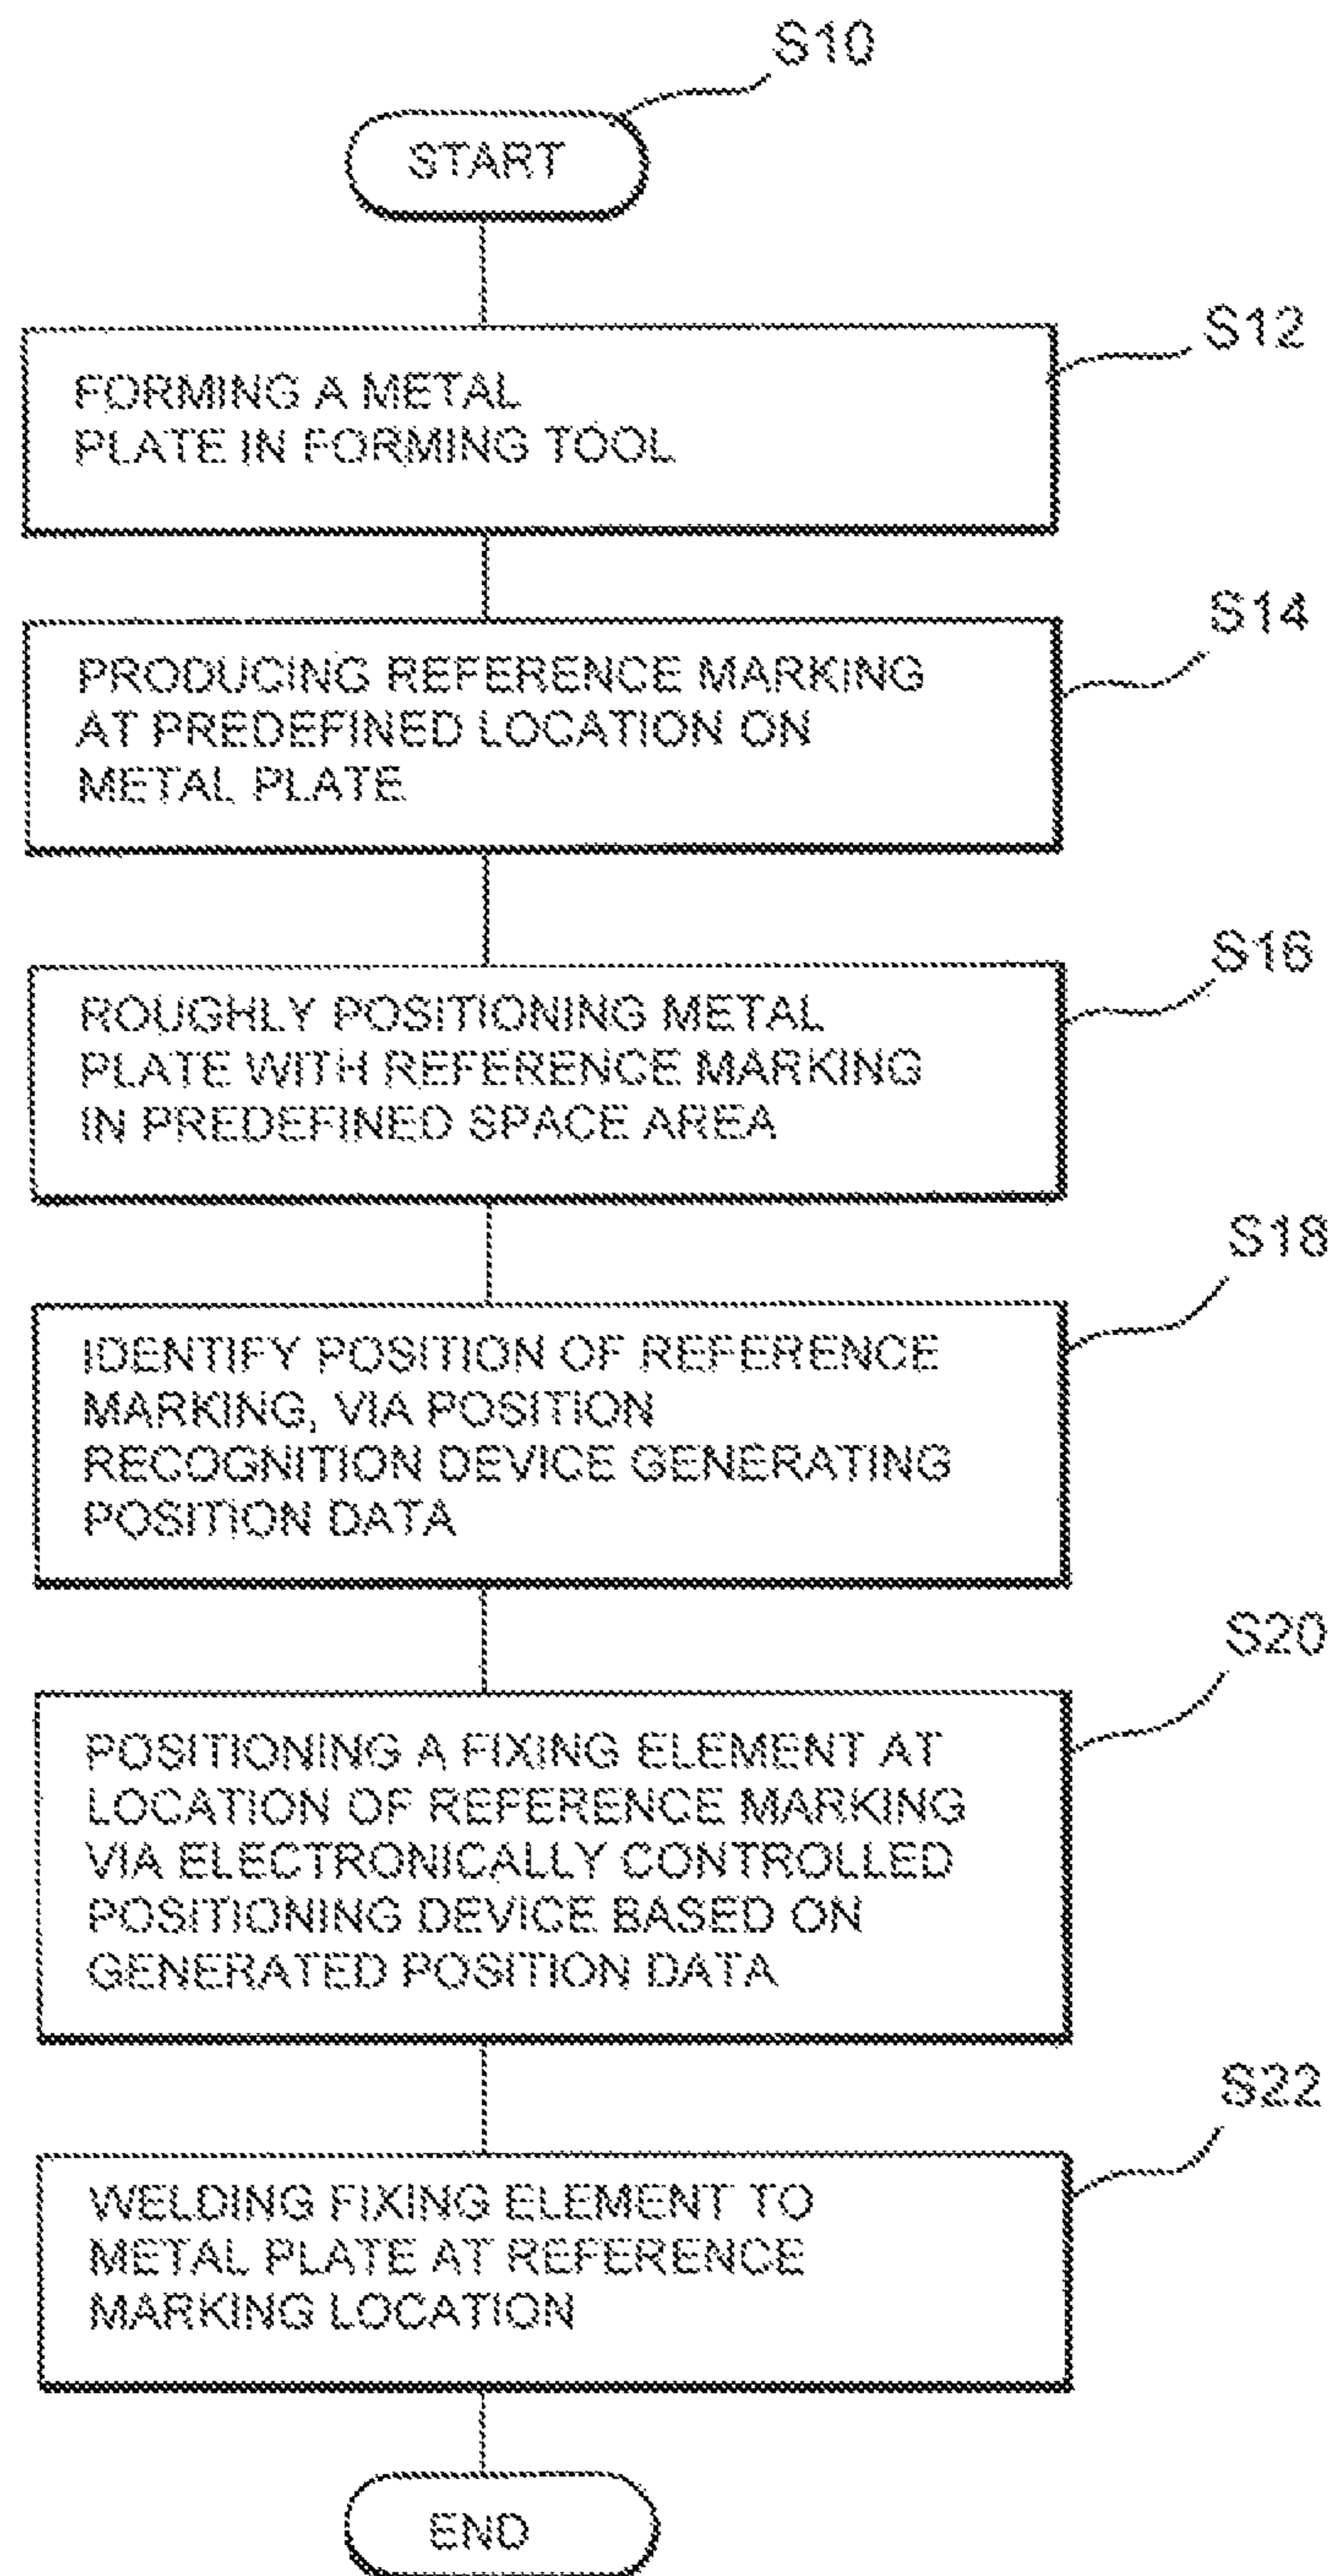 S10
START
S12
FORMING A METAL
PLATE IN FORMING TOOL
S14
PRODUCING REFERENCE MARKING
AT PREDEFINED LOCATION ON
METAL PLATE
S16
ROUGHLY POSITIONING METAL
PLATE WITH REFERENCE MARKING
IN PREDEFINED SPACE AREA
S18
IDENTIFY POSITION OF REFERENCE
MARKING, VIA POSITION
RECOGNITION DEVICE GENERATING
POSITION DATA
S20
POSITIONING A FIXING ELEMENT AT
LOCATION OF REFERENCE MARKING
VIA ELECTRONICALLY CONTROLLED
POSITIONING DEVICE BASED ON
GENERATED POSITION DATA
S22
WELDING FIXING ELEMENT TO
METAL PLATE AT REFERENCE
MARKING LOCATION
END